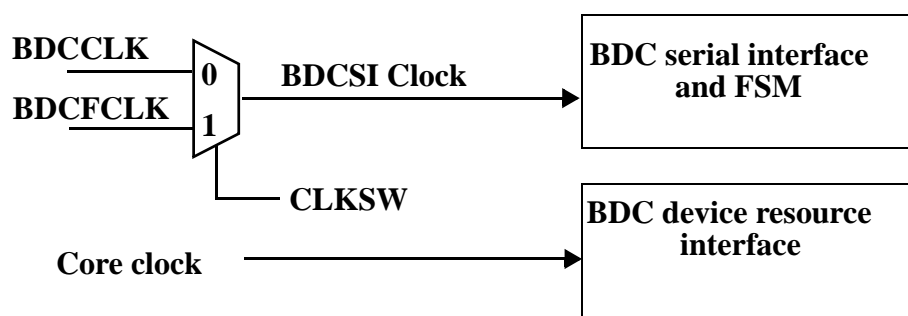 BDCCLK
0
BDCSI Clock
BDC serial interface
and FSM
BDCFCLK
1
CLKSW
BDC device resource
interface
Core clock